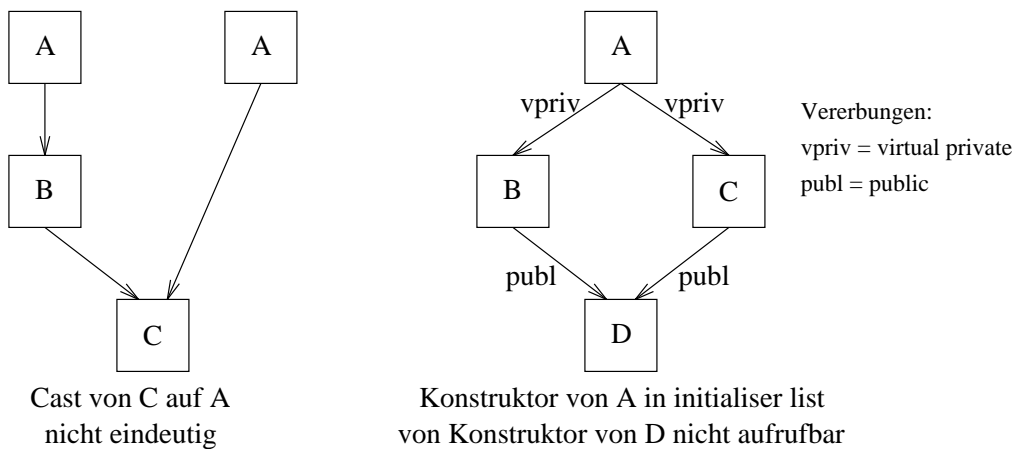 A
A
B
C
Cast von C auf A
nicht eindeutig
A
vpriv
vpriv
B
C
publ
publ
D
Konstruktor von A in initialiser list
von Konstruktor von D nicht aufrufbar
Vererbungen:
vpriv = virtual private
publ = public